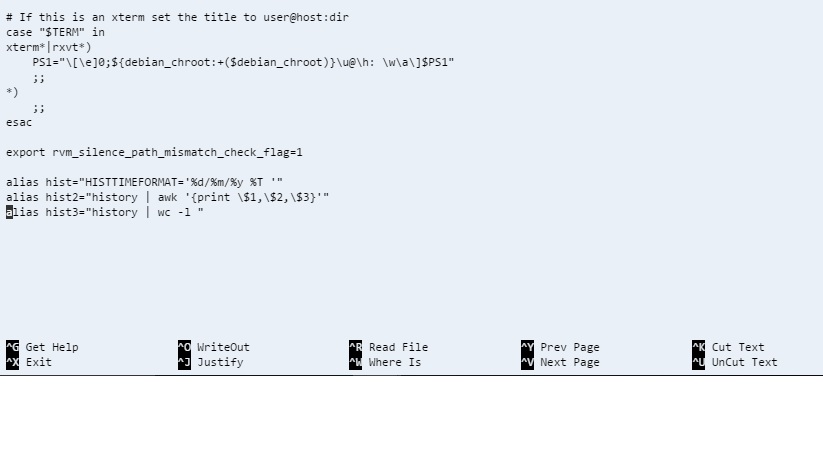 # If this is an xterm set the title to user@host:dir
case "$TERM" in
xterm*|rxvt*)
    PS1="\[\e]0;${debian_chroot:+($debian_chroot)}\u@\h: \w\a\]$PS1"
    ;;
*)
    ;;
esac

export rvm_silence_path_mismatch_check_flag=1

alias hist="HISTTIMEFORMAT='%d/%m/%y %T '"
alias hist2="history | awk '{print \$1,\$2,\$3}'"
alias hist3="history | wc -l "

^G Get Help ^O WriteOut ^R Read File ^Y Prev Page ^K Cut Text
^X Exit ^J Justify ^W Where Is ^V Next Page ^U UnCut Text